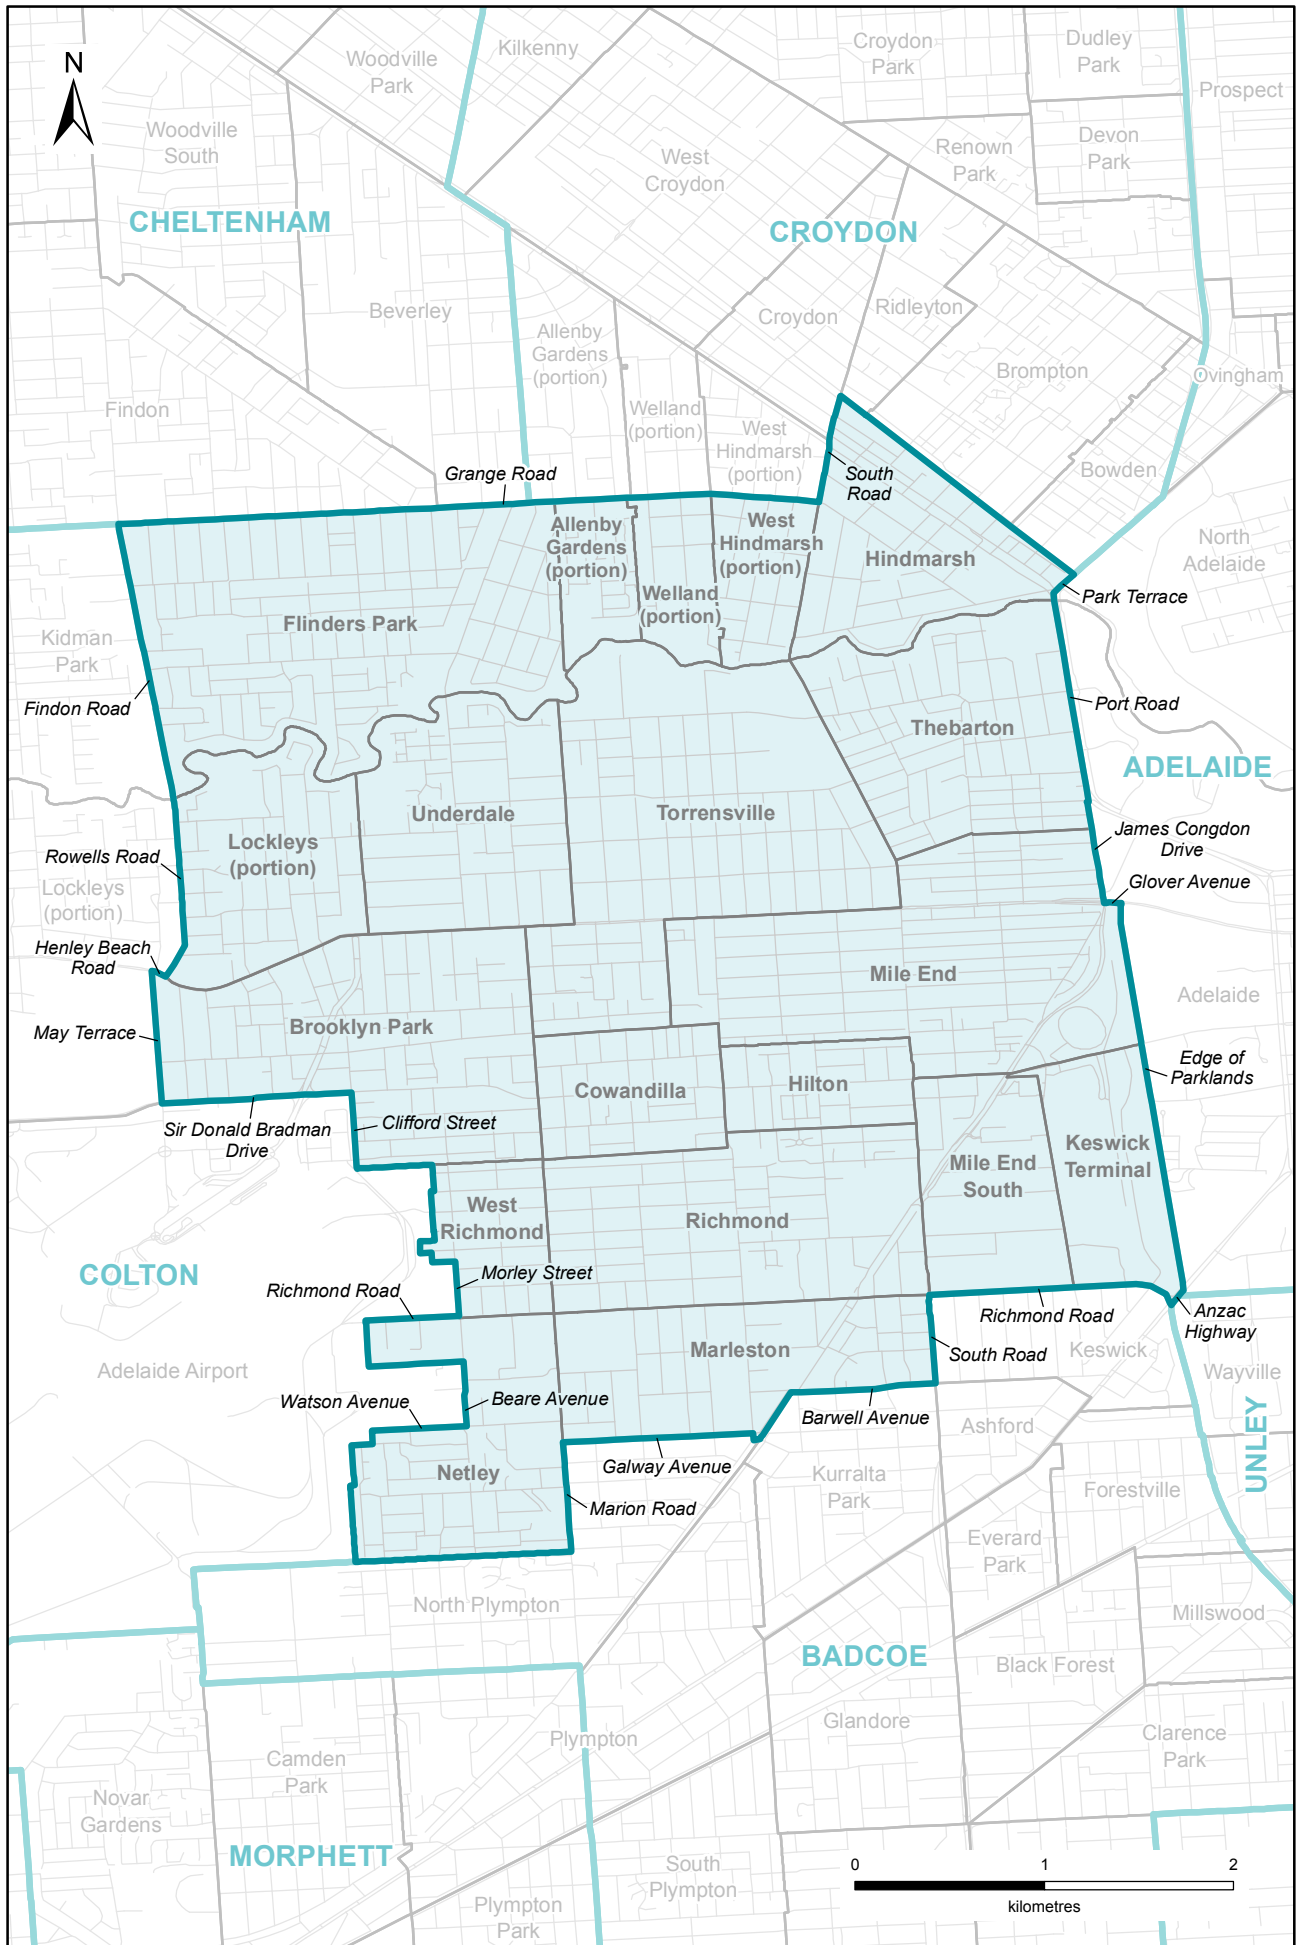 N
Woodville
Park
Kilkenny
Croydon
Park
Dudley
Park
Prospect
Woodville
South
West
Croydon
Renown
Park
Devon
Park
CHELTENHAM
CROYDON
Beverley
Allenby
Gardens
(portion)
Croydon
Ridleyton
Brompton
Ovingham
Findon
Welland
(portion)
West
Hindmarsh
(portion)
Bowden
Grange Road
South
Road
Allenby
Gardens
(portion)
West
Hindmarsh
(portion)
Hindmarsh
North
Adelaide
Park Terrace
Flinders Park
Welland
(portion)
Kidman
Park
Findon Road
Port Road
Thebarton
ADELAIDE
Underdale
Torrensville
Lockleys
(portion)
James Congdon
Drive
Rowells Road
Lockleys
(portion)
Glover Avenue
Henley Beach
Road
Mile End
Adelaide
Brooklyn Park
May Terrace
Edge of
Parklands
Cowandilla
Hilton
Sir Donald Bradman
Drive
Clifford Street
Keswick
Terminal
Mile End
South
West
Richmond
Richmond
COLTON
Morley Street
Richmond Road
Richmond Road
Anzac
Highway
Adelaide Airport
Marleston
South Road
Keswick
Wayville
Watson Avenue
Beare Avenue
Barwell Avenue
Ashford
UNLEY
Netley
Galway Avenue
Kurralta
Park
Forestville
Marion Road
Everard
Park
North Plympton
Millswood
BADCOE
Black Forest
Glandore
Plympton
Clarence
Park
Camden
Park
Novar
Gardens
MORPHETT
South
Plympton
Plympton
Park
0 1 2
kilometres